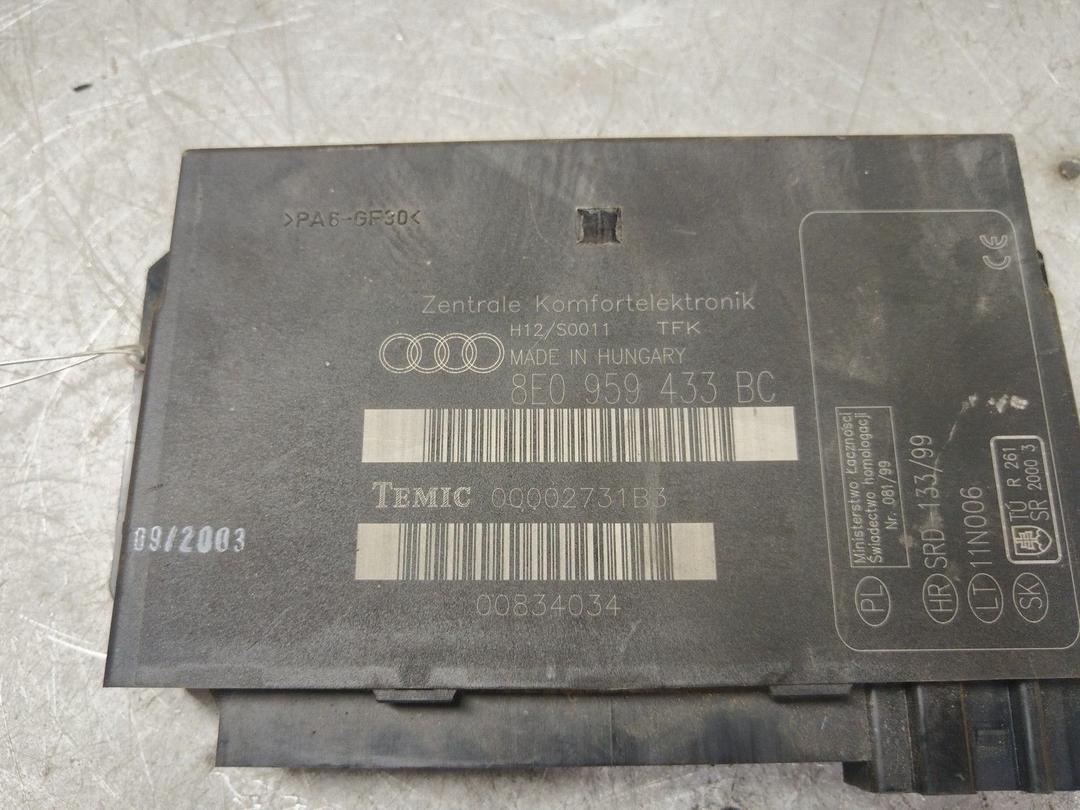 >PA6-GF30<
Zentrale Komfortelektronik
H12/S0011 TFK
MADE IN HUNGARY
8E0 959 433 BC
TEMIC 00002731B3
00834034
09/2003
CE
PL Ministerstwo Łączności
Świadectwo homologacji
Nr. 081/99
HR SRD-133/99
LT 11N006
SK TÚ R 261
SR 2000 3